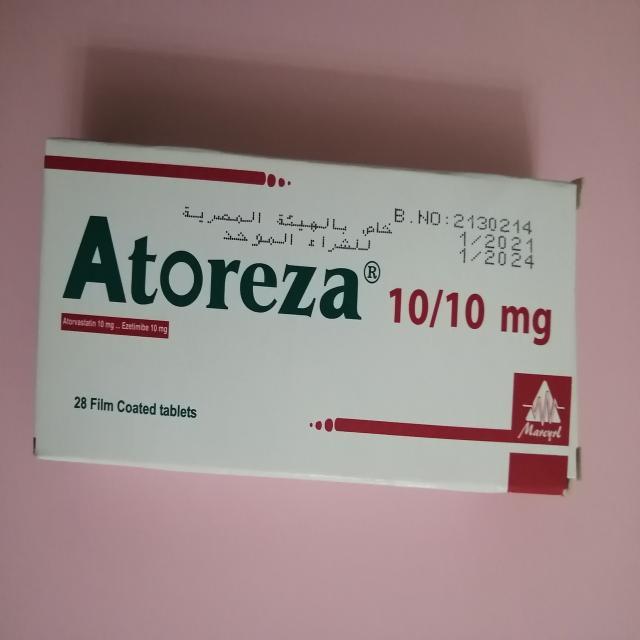 خاص بالهيئة المصرية
للشراء الموحد
B.NO:2130214
1/2021
1/2024
Atoreza®
10/10 mg
Atorvastatin 10 mg ... Ezetimibe 10 mg
28 Film Coated tablets
Marcyrl